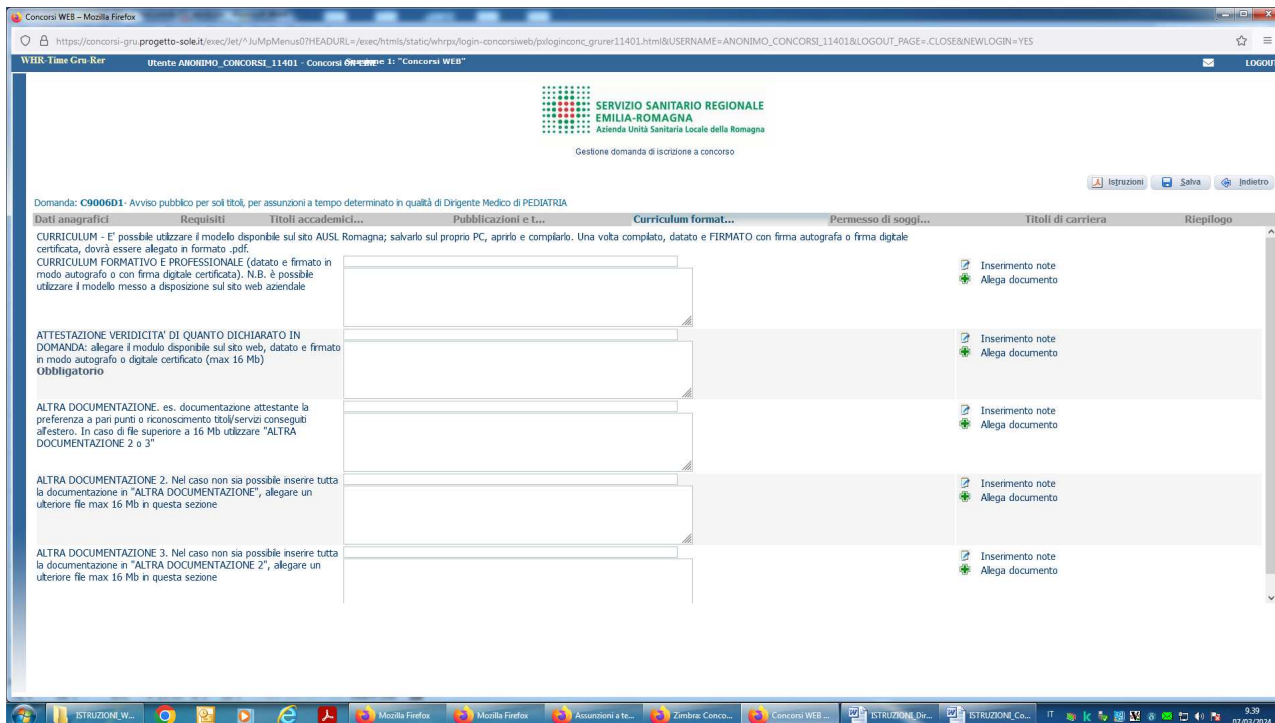 Concorsi WEB – Mozilla Firefox
https://concorsi-gru.progetto-sole.it/exec/Jet/^JuMpMenus0?HEADURL=/exec/htmls/static/whrpx/login-concorsiweb/pxloginconc_grurer11401.html&USERNAME=ANONIMO_CONCORSI_11401&LOGOUT_PAGE=.CLOSE&NEWLOGIN=YES
WHR-Time Gru-Rer
Utente ANONIMO_CONCORSI_11401 - Concorsi 1: "Concorsi WEB"
LOGOUT
SERVIZIO SANITARIO REGIONALE
EMILIA-ROMAGNA
Azienda Unità Sanitaria Locale della Romagna
Gestione domanda di iscrizione a concorso
Istruzioni Salva Indietro
Domanda: C9006D1- Avviso pubblico per soli titoli, per assunzioni a tempo determinato in qualità di Dirigente Medico di PEDIATRIA
Dati anagrafici Requisiti Titoli accademici... Pubblicazioni e t... Curriculum format... Permesso di soggi... Titoli di carriera Riepilogo
CURRICULUM - E' possibile utilizzare il modello disponibile sul sito AUSL Romagna; salvarlo sul proprio PC, aprirlo e compilarlo. Una volta compilato, datato e FIRMATO con firma autografa o firma digitale
certificata, dovrà essere allegato in formato .pdf.
CURRICULUM FORMATIVO E PROFESSIONALE (datato e firmato in
modo autografo o con firma digitale certificata). N.B. è possibile
utilizzare il modello messo a disposizione sul sito web aziendale
Inserimento note
Allega documento
ATTESTAZIONE VERIDICITA' DI QUANTO DICHIARATO IN
DOMANDA: allegare il modulo disponibile sul sito web, datato e firmato
in modo autografo o digitale certificato (max 16 Mb)
Obbligatorio
Inserimento note
Allega documento
ALTRA DOCUMENTAZIONE. es. documentazione attestante la
preferenza a pari punti o riconoscimento titoli/servizi conseguiti
all'estero. In caso di file superiore a 16 Mb utilizzare "ALTRA
DOCUMENTAZIONE 2 o 3"
Inserimento note
Allega documento
ALTRA DOCUMENTAZIONE 2. Nel caso non sia possibile inserire tutta
la documentazione in "ALTRA DOCUMENTAZIONE", allegare un
ulteriore file max 16 Mb in questa sezione
Inserimento note
Allega documento
ALTRA DOCUMENTAZIONE 3. Nel caso non sia possibile inserire tutta
la documentazione in "ALTRA DOCUMENTAZIONE 2", allegare un
ulteriore file max 16 Mb in questa sezione
Inserimento note
Allega documento
ISTRUZIONI_W... Mozilla Firefox Mozilla Firefox Assunzioni a te... Zimbra: Conco... Concorsi WEB ... ISTRUZIONI_Dir... ISTRUZIONI_Co... IT 9.39